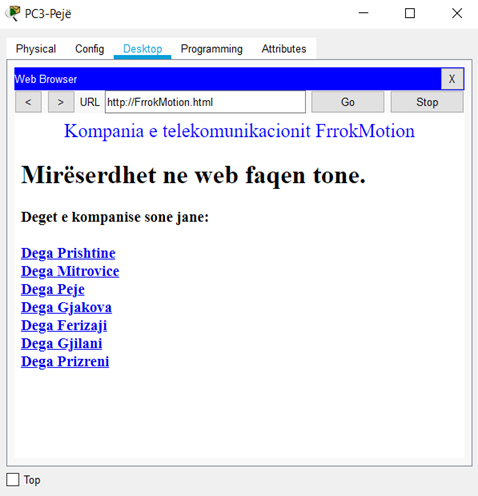 PC3-Pejë
Physical Config Desktop Programming Attributes
Web Browser X
< > URL http://FrrokMotion.html Go Stop
Kompania e telekomunikacionit FrrokMotion
Mirëserdhet ne web faqen tone.
Deget e kompanise sone jane:
Dega Prishtine
Dega Mitrovice
Dega Peje
Dega Gjakova
Dega Ferizaji
Dega Gjilani
Dega Prizreni
Top